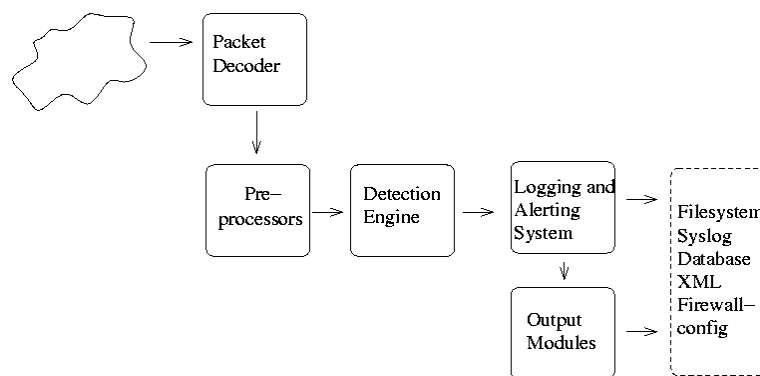 Packet
Decoder
Pre-
processors
Detection
Engine
Logging and
Alerting
System
Output
Modules
Filesystem
Syslog
Database
XML
Firewall-
config